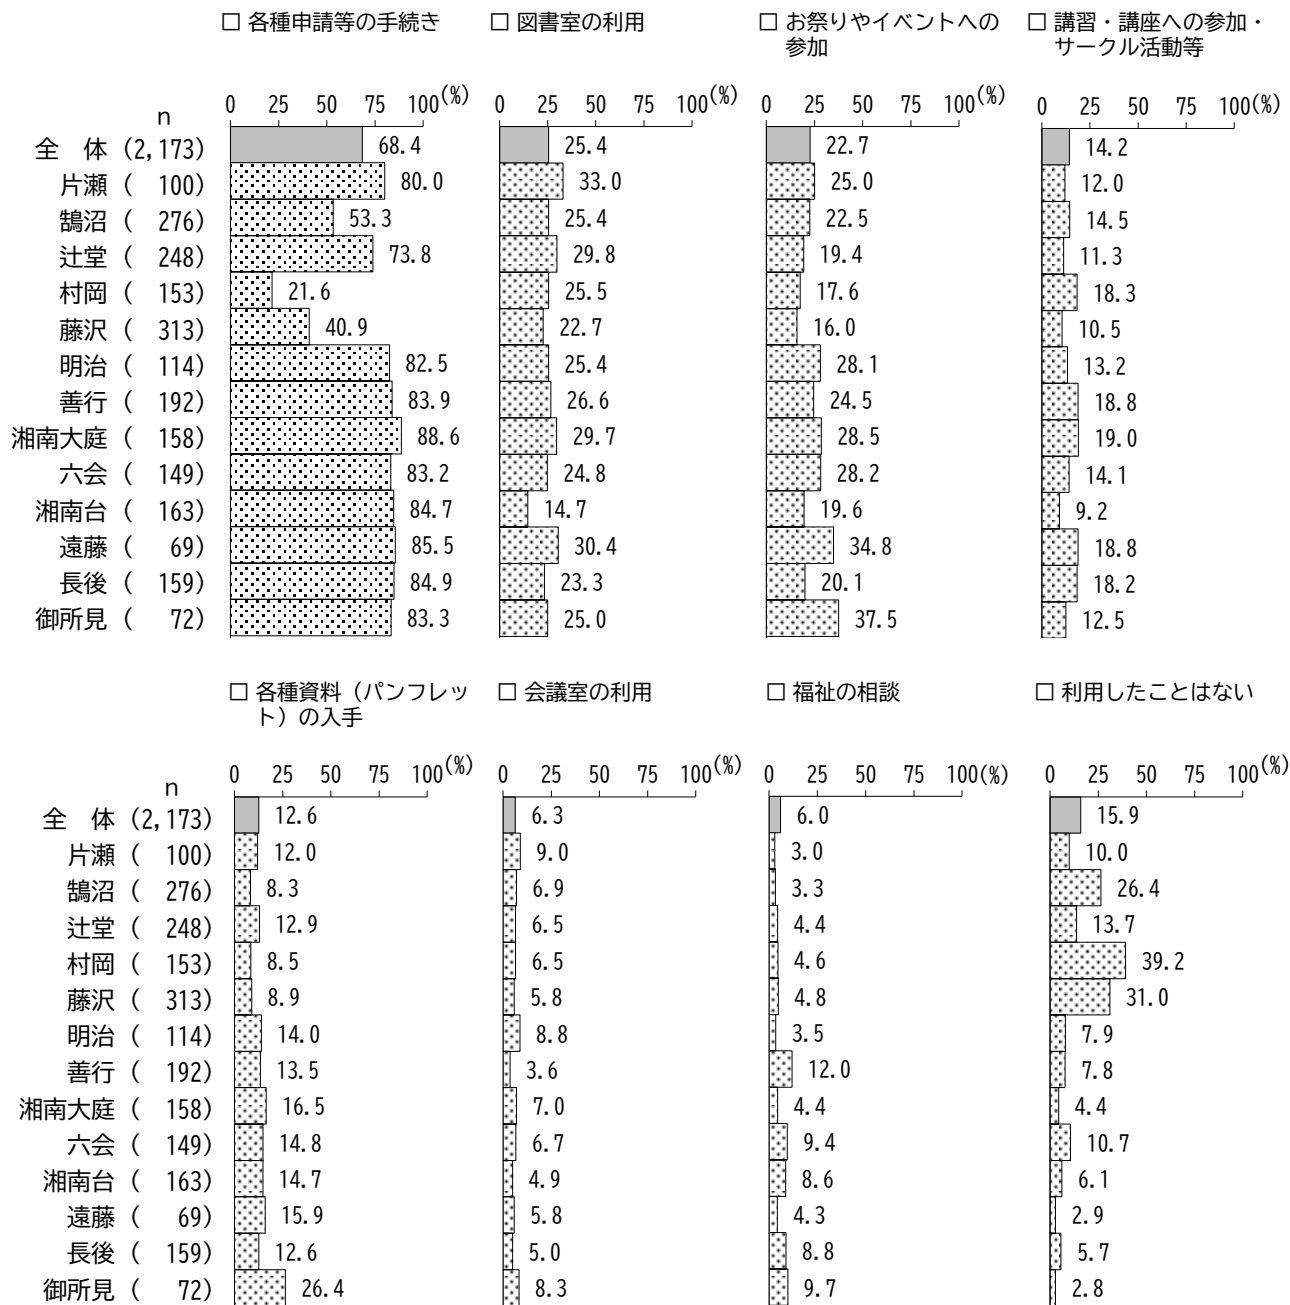 □ 各種申請等の手続き □ 図書室の利用 □ お祭りやイベントへの参加 □ 講習・講座への参加・サークル活動等
n 0 25 50 75 100(%) 0 25 50 75 100(%) 0 25 50 75 100(%) 0 25 50 75 100(%)
全 体 (2,173) 68.4 25.4 22.7 14.2
片瀬 ( 100) 80.0 33.0 25.0 12.0
鵠沼 ( 276) 53.3 25.4 22.5 14.5
辻堂 ( 248) 73.8 29.8 19.4 11.3
村岡 ( 153) 21.6 25.5 17.6 18.3
藤沢 ( 313) 40.9 22.7 16.0 10.5
明治 ( 114) 82.5 25.4 28.1 13.2
善行 ( 192) 83.9 26.6 24.5 18.8
湘南大庭 ( 158) 88.6 29.7 28.5 19.0
六会 ( 149) 83.2 24.8 28.2 14.1
湘南台 ( 163) 84.7 14.7 19.6 9.2
遠藤 ( 69) 85.5 30.4 34.8 18.8
長後 ( 159) 84.9 23.3 20.1 18.2
御所見 ( 72) 83.3 25.0 37.5 12.5
□ 各種資料（パンフレット）の入手 □ 会議室の利用 □ 福祉の相談 □ 利用したことはない
n 0 25 50 75 100(%) 0 25 50 75 100(%) 0 25 50 75 100(%) 0 25 50 75 100(%)
全 体 (2,173) 12.6 6.3 6.0 15.9
片瀬 ( 100) 12.0 9.0 3.0 10.0
鵠沼 ( 276) 8.3 6.9 3.3 26.4
辻堂 ( 248) 12.9 6.5 4.4 13.7
村岡 ( 153) 8.5 6.5 4.6 39.2
藤沢 ( 313) 8.9 5.8 4.8 31.0
明治 ( 114) 14.0 8.8 3.5 7.9
善行 ( 192) 13.5 3.6 12.0 7.8
湘南大庭 ( 158) 16.5 7.0 4.4 4.4
六会 ( 149) 14.8 6.7 9.4 10.7
湘南台 ( 163) 14.7 4.9 8.6 6.1
遠藤 ( 69) 15.9 5.8 4.3 2.9
長後 ( 159) 12.6 5.0 8.8 5.7
御所見 ( 72) 26.4 8.3 9.7 2.8